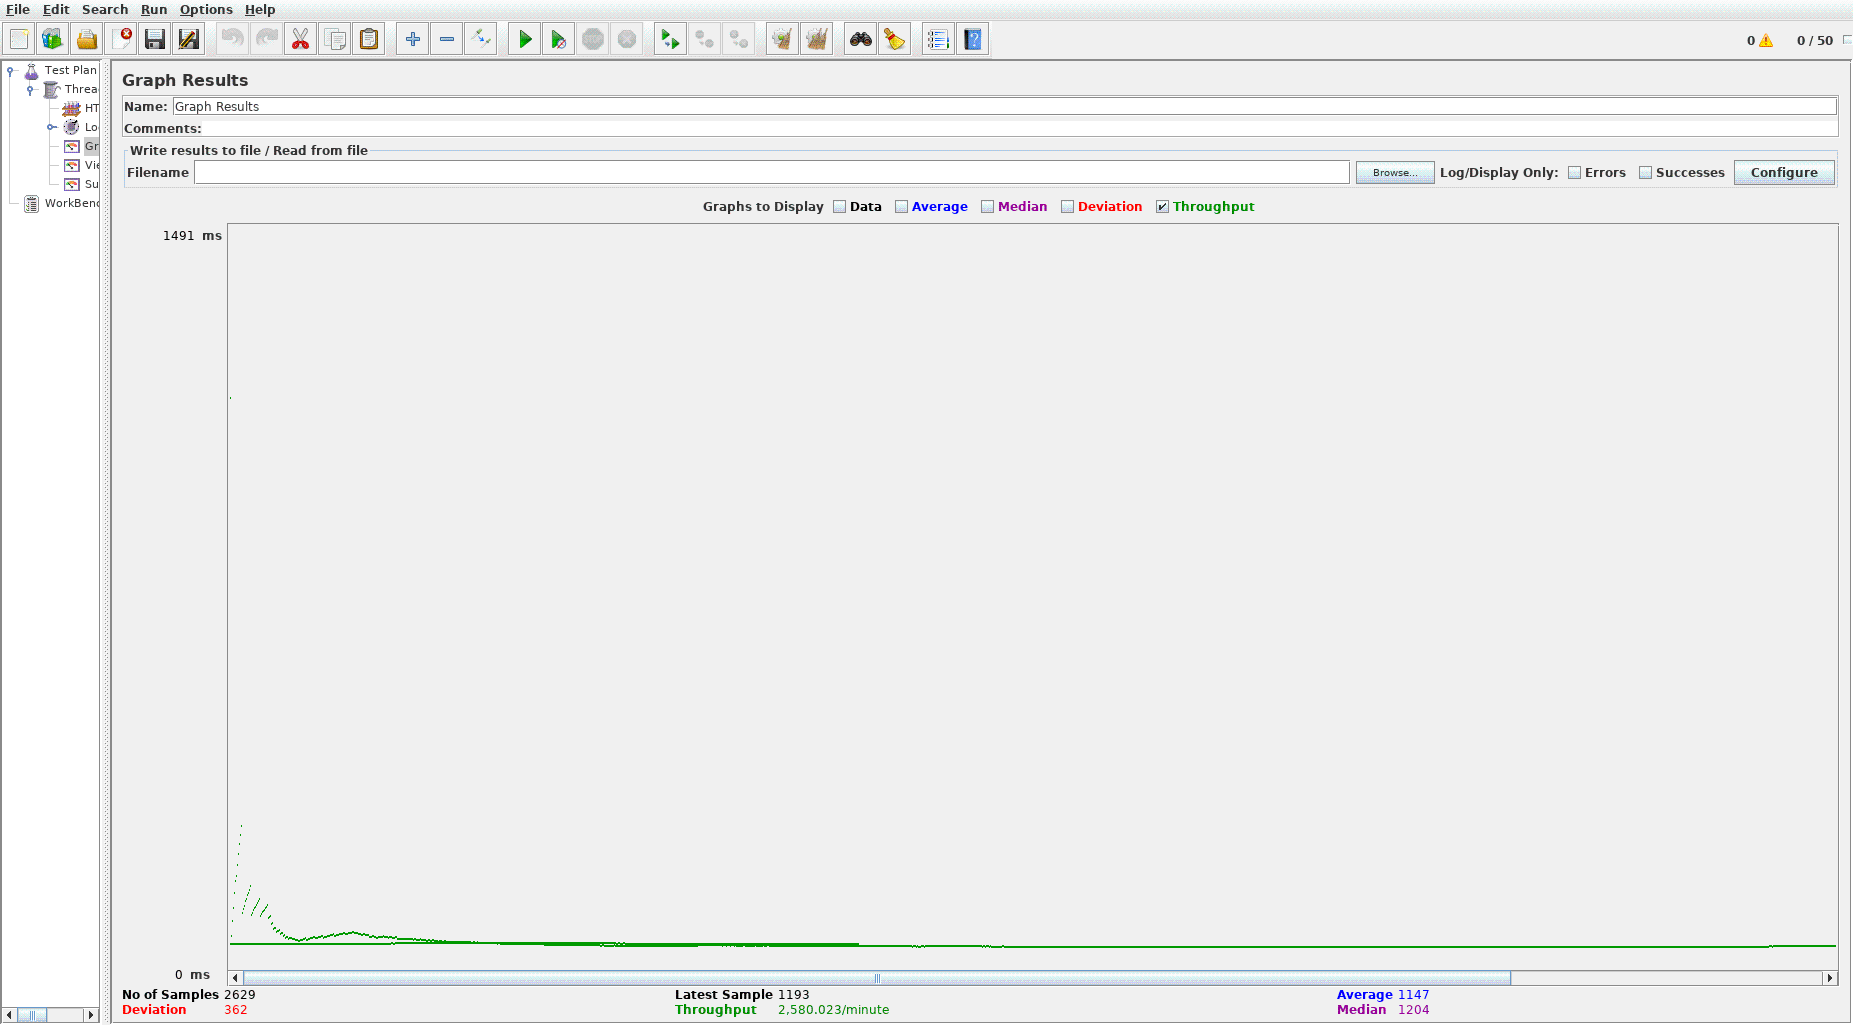 File Edit Search Run Options Help
0 0 / 50
Test Plan
Threa
HT
Lo
Gr
Vie
Su
WorkBenc
Graph Results
Name: Graph Results
Comments:
Write results to file / Read from file
Filename Browse... Log/Display Only: Errors Successes Configure
Graphs to Display Data Average Median Deviation Throughput
1491 ms
0 ms
No of Samples 2629 Latest Sample 1193 Average 1147
Deviation 362 Throughput 2,580.023/minute Median 1204